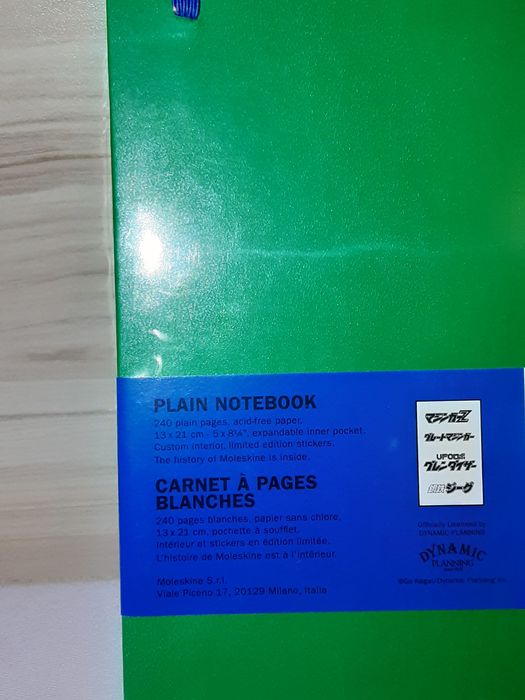 PLAIN NOTEBOOK
240 plain pages, acid-free paper,
13 x 21 cm - 5 x 8¼", expandable inner pocket.
Custom interior, limited edition stickers.
The history of Moleskine is inside.
CARNET À PAGES
BLANCHES
240 pages blanches, papier sans chlore,
13 x 21 cm, pochette à soufflet.
Intérieur et stickers en édition limitée.
L'histoire de Moleskine est à l'intérieur.
Moleskine S.r.l.
Viale Piceno 17, 20129 Milano, Italia
マジンガーZ
グレートマジンガー
UFOロボ
グレンダイザー
鋼鉄ジーグ
Officially Licensed by
DYNAMIC PLANNING
DYNAMIC
PLANNING
©Go Nagai/Dynamic Planning Inc.